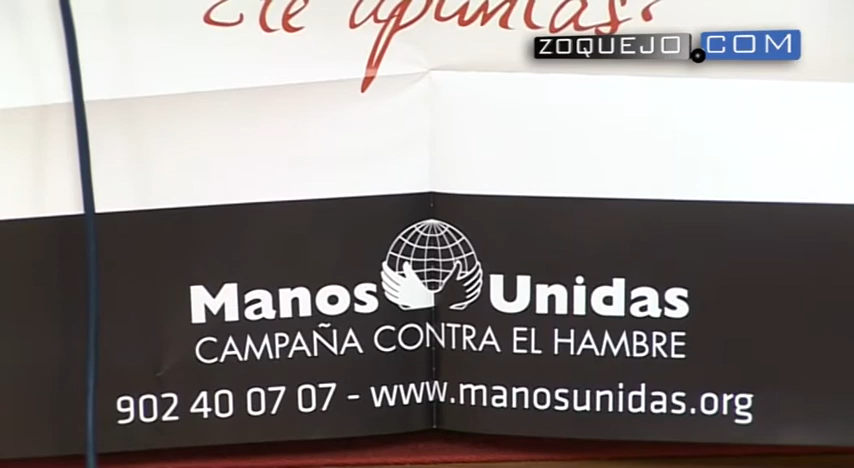 ¿te apuntas?
ZOQUEJO.COM
Manos Unidas
CAMPAÑA CONTRA EL HAMBRE
902 40 07 07 - www.manosunidas.org